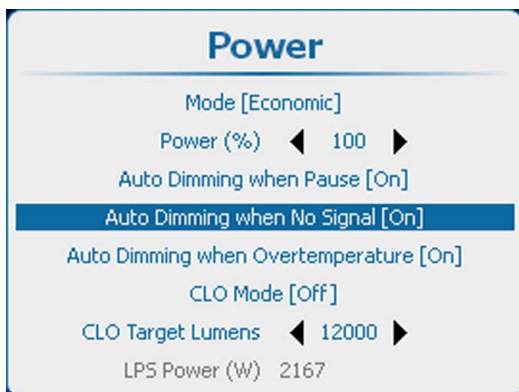 Power
Mode [Economic]
Power (%) 100
Auto Dimming when Pause [On]
Auto Dimming when No Signal [On]
Auto Dimming when Overtemperature [On]
CLO Mode [Off]
CLO Target Lumens 12000
LPS Power (W) 2167